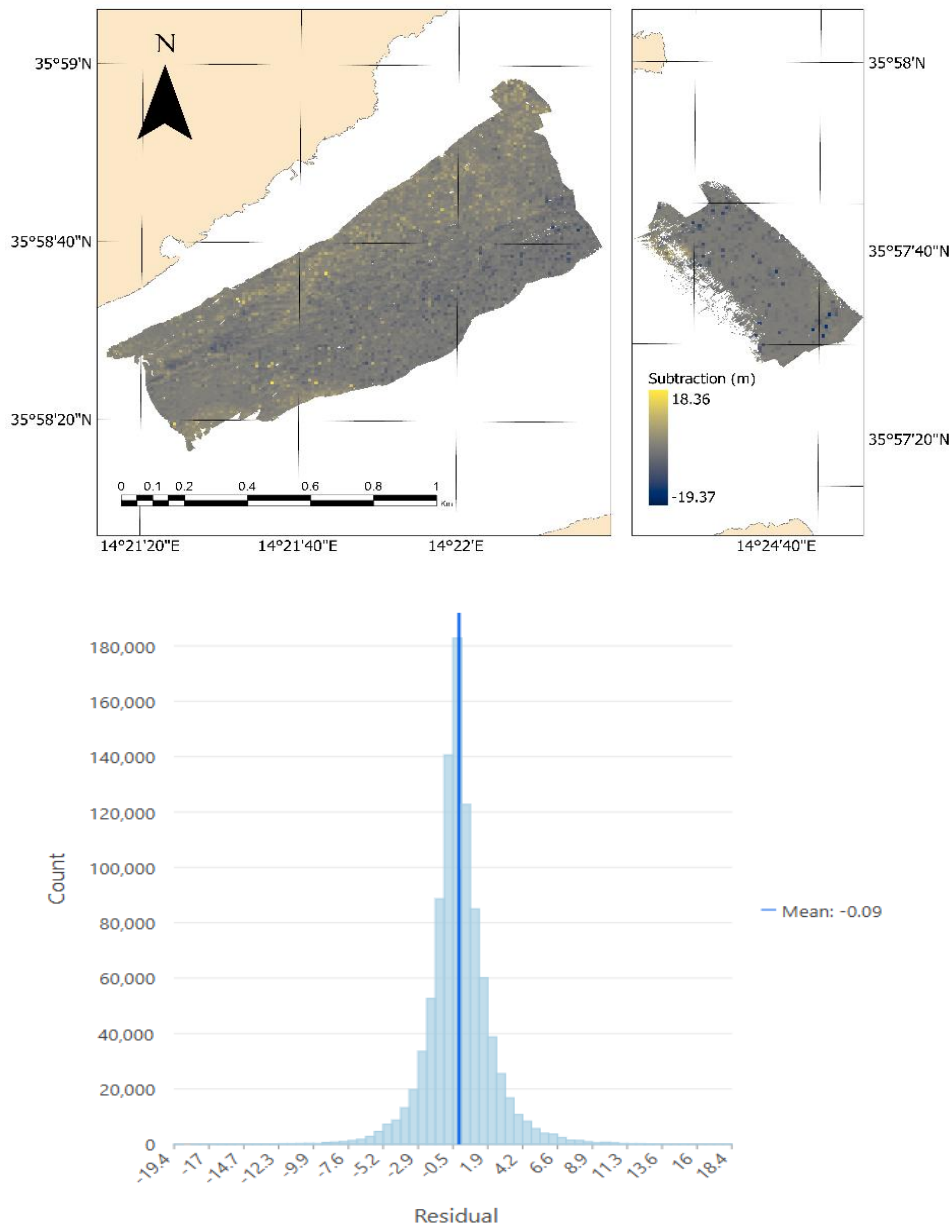 N
35°59'
35°58'40"N
35°58'20"N
0 0.1 0.2 0.4 0.6 0.8 1
Km
14°21'20"E 14°21'40"E 14°22'E
35°58'N
35°57'40"N
35°57'20"N
Subtraction (m)
18.36
-19.37
14°24'40"E
180,000
160,000
140,000
120,000
100,000
80,000
60,000
40,000
20,000
0
Count
Mean: -0.09
-19.4 -17 -14.7 -12.3 -9.9 -7.6 -5.2 -2.9 -0.5 1.9 4.2 6.6 8.9 11.3 13.6 16 18.4
Residual